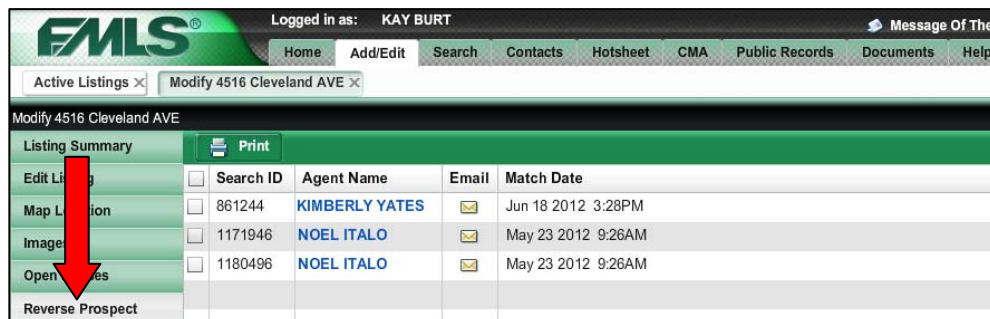 FMLS®
Logged in as: KAY BURT
Message Of The
Home Add/Edit Search Contacts Hotsheet CMA Public Records Documents Help
Active Listings X Modify 4516 Cleveland AVE X
Modify 4516 Cleveland AVE
Listing Summary
Print
Edit
Search ID Agent Name Email Match Date
Map
861244 KIMBERLY YATES Jun 18 2012 3:28PM
Images
1171946 NOEL ITALO May 23 2012 9:26AM
Open
1180496 NOEL ITALO May 23 2012 9:26AM
Reverse Prospect